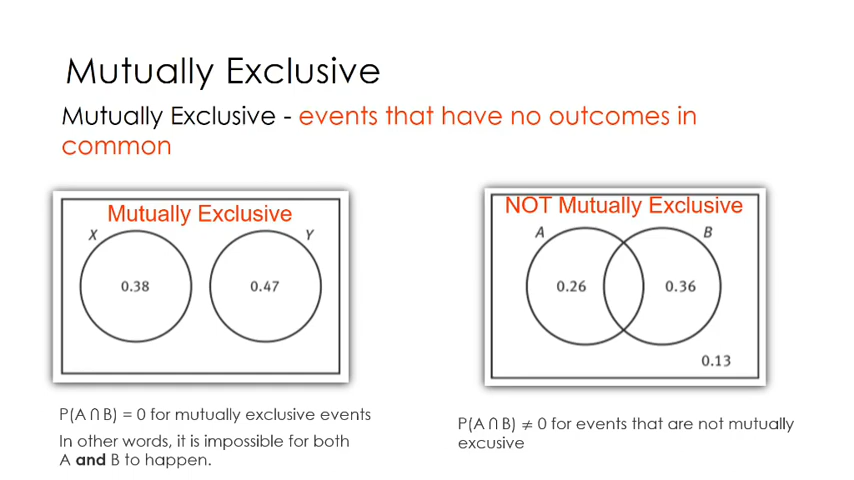 Mutually Exclusive
Mutually Exclusive - events that have no outcomes in
common
Mutually Exclusive
X
Y
0.38
0.47
P(A ∩ B) = 0 for mutually exclusive events
In other words, it is impossible for both
A and B to happen.
NOT Mutually Exclusive
A
B
0.26
0.36
0.13
P(A ∩ B) ≠ 0 for events that are not mutually
excusive